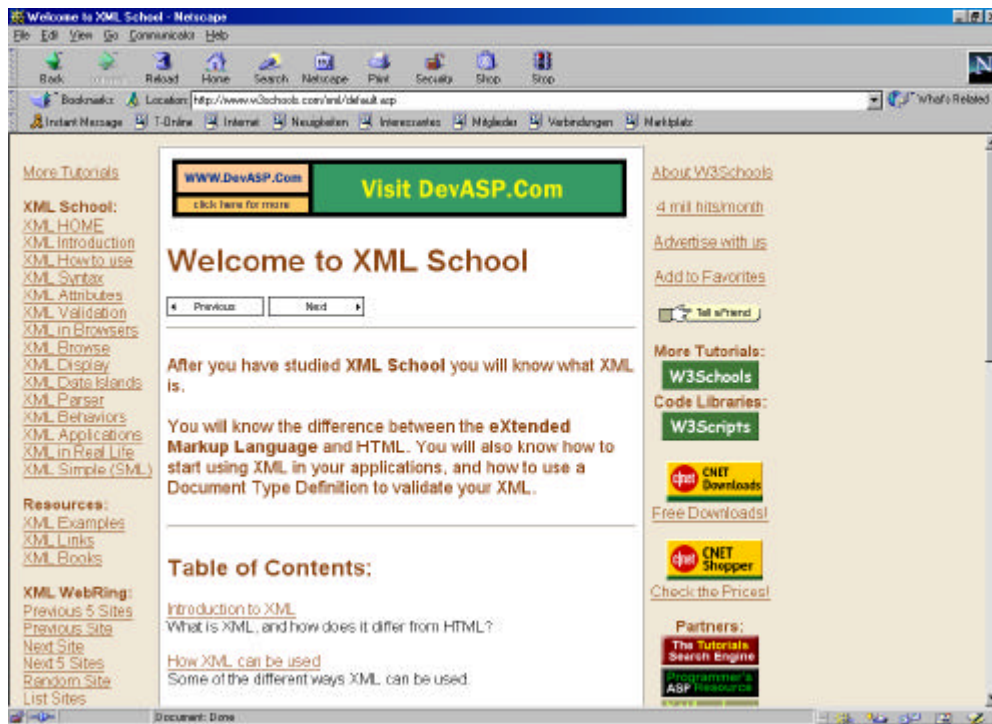 Welcome to XML School - Netscape
File Edit View Go Communicator Help
Back Reload Home Search Netscape Print Security Shop Stop
Bookmarks Location: http://www.w3schools.com/xml/default.asp What's Related
Instant Message T-Online Internet Neuigkeiten Interessantes Mitglieder Verbindungen Marktplatz
More Tutorials
XML School:
XML HOME
XML Introduction
XML How to use
XML Syntax
XML Attributes
XML Validation
XML in Browsers
XML Browse
XML Display
XML Data Islands
XML Parser
XML Behaviors
XML Applications
XML in Real Life
XML Simple (SML)
Resources:
XML Examples
XML Links
XML Books
XML WebRing:
Previous 5 Sites
Previous Site
Next Site
Next 5 Sites
Random Site
List Sites
WWW.DevASP.Com
click here for more
Visit DevASP.Com
Welcome to XML School
Previous Next
After you have studied XML School you will know what XML
is.
You will know the difference between the eXtended
Markup Language and HTML. You will also know how to
start using XML in your applications, and how to use a
Document Type Definition to validate your XML.
Table of Contents:
Introduction to XML
What is XML, and how does it differ from HTML?
How XML can be used
Some of the different ways XML can be used.
About W3Schools
4 mill hits/month
Advertise with us
Add to Favorites
Tell a friend
More Tutorials:
W3Schools
Code Libraries:
W3Scripts
c|net CNET
Downloads
Free Downloads!
c|net CNET
Shopper
Check the Prices!
Partners:
The Tutorials
Search Engine
Programmer's
ASP Resource
Document: Done